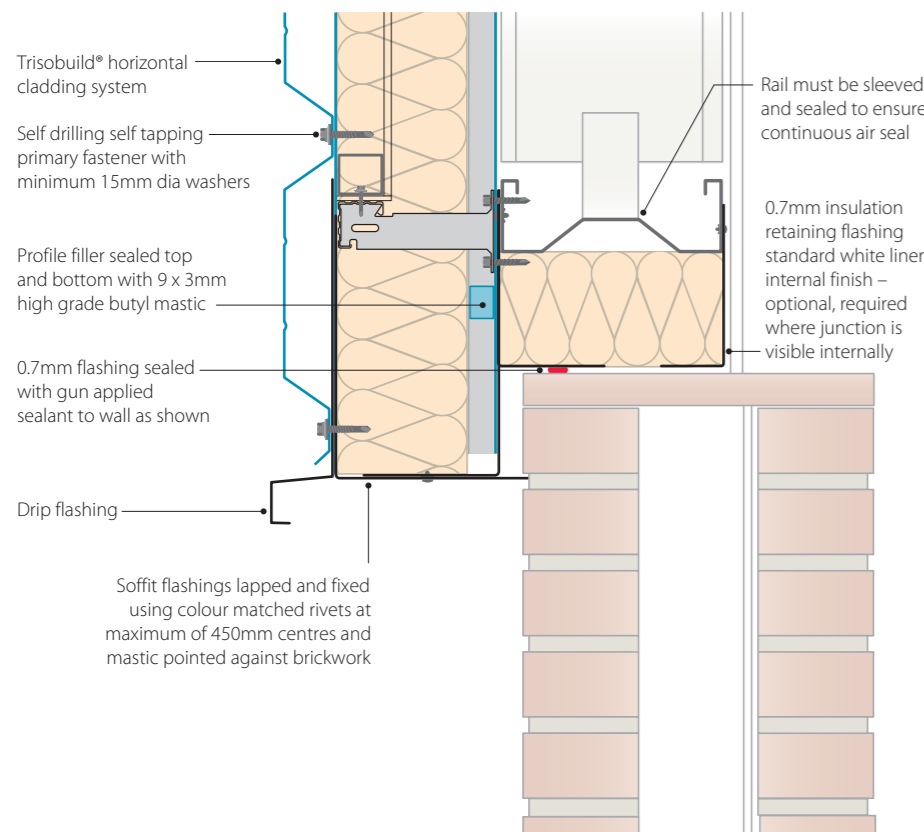 Trisobuild® horizontal
cladding system
Self drilling self tapping
primary fastener with
minimum 15mm dia washers
Profile filler sealed top
and bottom with 9 x 3mm
high grade butyl mastic
0.7mm flashing sealed
with gun applied
sealant to wall as shown
Drip flashing
Soffit flashings lapped and fixed
using colour matched rivets at
maximum of 450mm centres and
mastic pointed against brickwork
Rail must be sleeved
and sealed to ensure
continuous air seal
0.7mm insulation
retaining flashing
standard white liner
internal finish –
optional, required
where junction is
visible internally